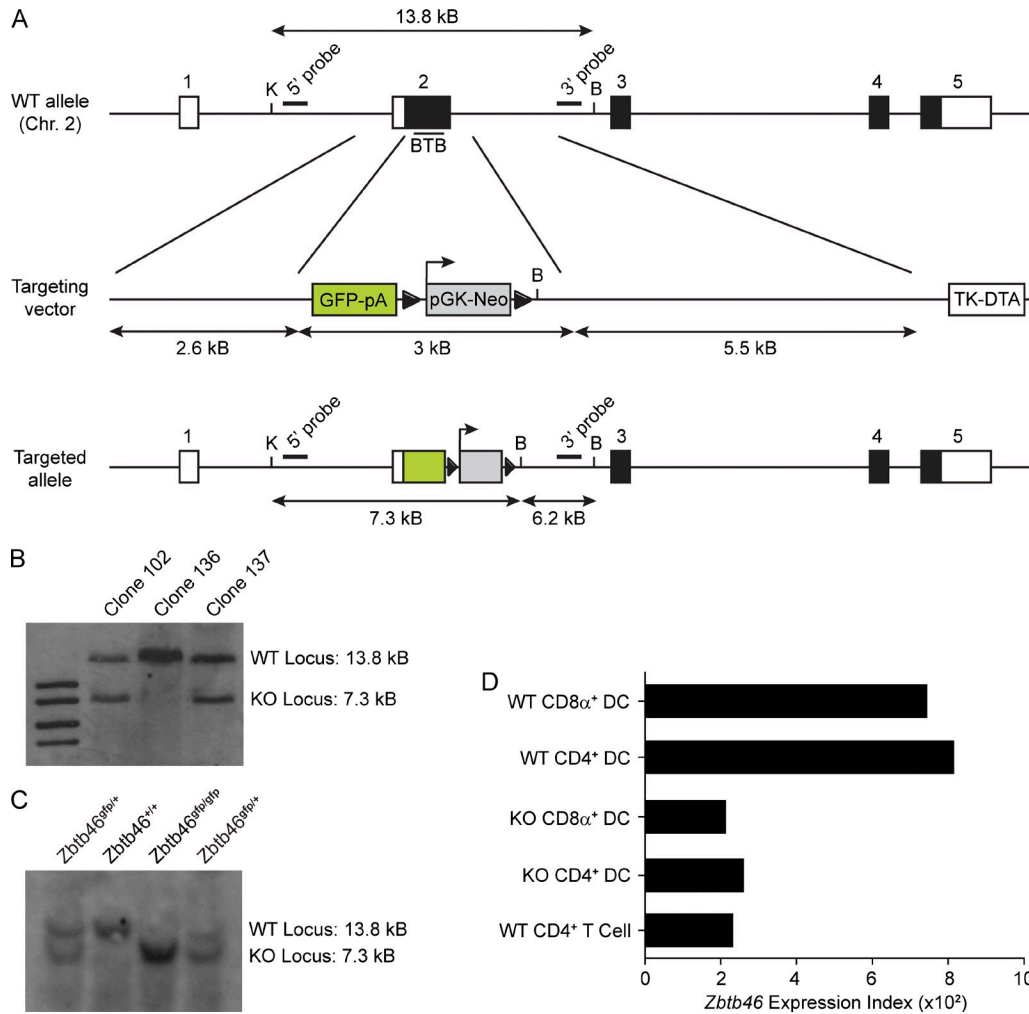 A
13.8 kB
WT allele
(Chr. 2)
1
K
5' probe
2
BTB
3' probe
B
3
4
5
Targeting
vector
GFP-pA
pGK-Neo
B
TK-DTA
2.6 kB
3 kB
5.5 kB
Targeted
allele
1
K
5' probe
B
3' probe
B
3
4
5
7.3 kB
6.2 kB
B
Clone 102
Clone 136
Clone 137
WT Locus: 13.8 kB
KO Locus: 7.3 kB
C
Zbtb46gfp/+
Zbtb46+/+
Zbtb46gfp/gfp
Zbtb46gfp/+
WT Locus: 13.8 kB
KO Locus: 7.3 kB
D
WT CD8α+ DC
WT CD4+ DC
KO CD8α+ DC
KO CD4+ DC
WT CD4+ T Cell
0 2 4 6 8 10
Zbtb46 Expression Index (x10²)